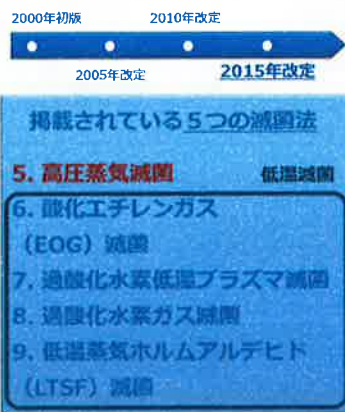 2000年初版
2010年改定
2005年改定
2015年改定
掲載されている5つの滅菌法
5. 高圧蒸気滅菌
低温滅菌
6. 酸化エチレンガス
(EOG) 滅菌
7. 過酸化水素低温プラズマ滅菌
8. 過酸化水素ガス滅菌
9. 低温蒸気ホルムアルデヒド
(LTSF) 滅菌